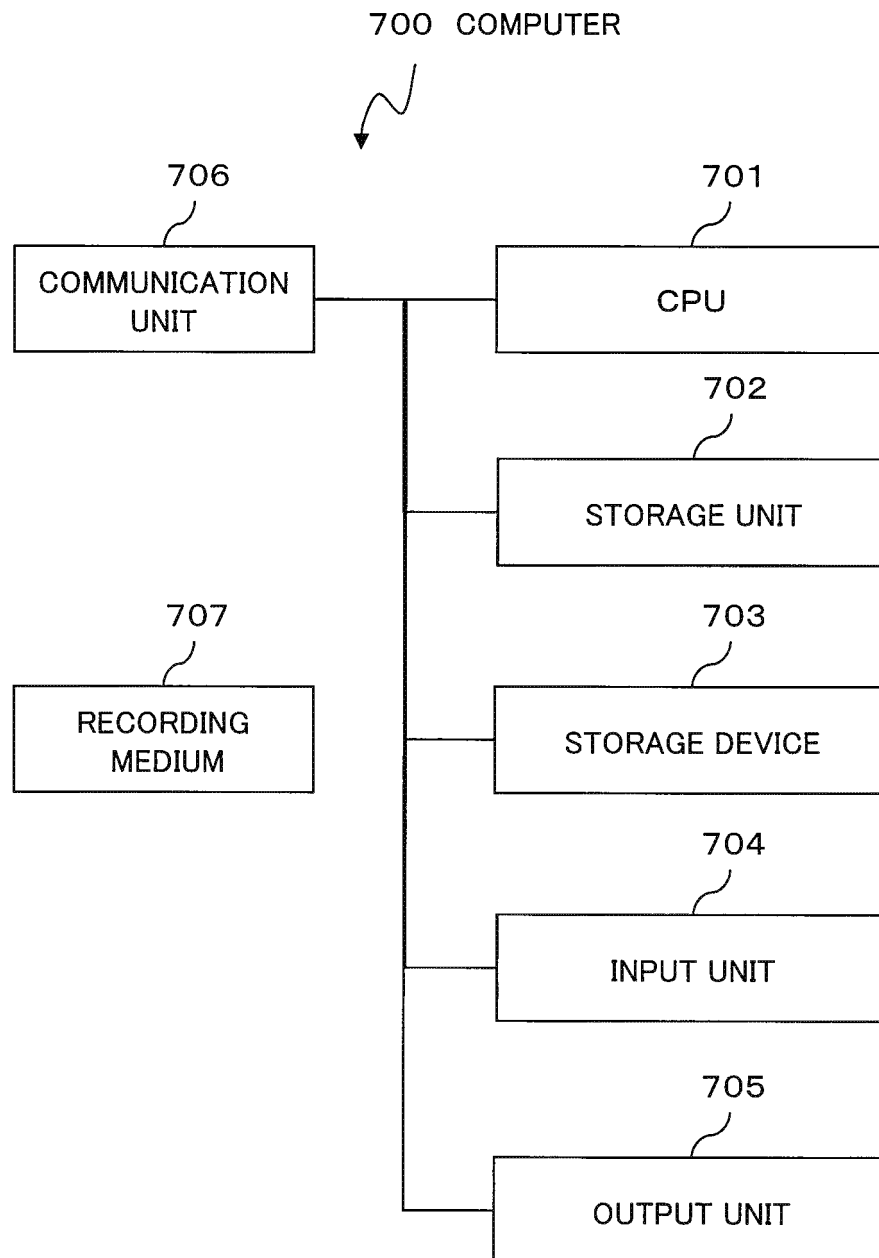 700 COMPUTER
706
COMMUNICATION
UNIT
701
CPU
702
STORAGE UNIT
707
RECORDING
MEDIUM
703
STORAGE DEVICE
704
INPUT UNIT
705
OUTPUT UNIT